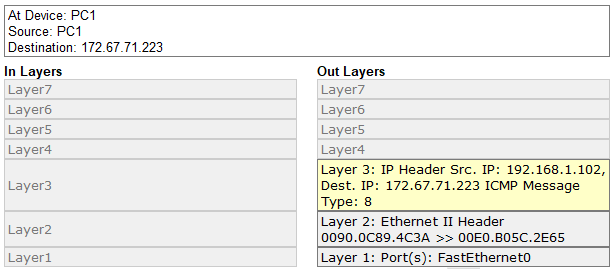 At Device: PC1
Source: PC1
Destination: 172.67.71.223
In Layers
Layer7
Layer6
Layer5
Layer4
Layer3
Layer2
Layer1
Out Layers
Layer7
Layer6
Layer5
Layer4
Layer 3: IP Header Src. IP: 192.168.1.102,
Dest. IP: 172.67.71.223 ICMP Message
Type: 8
Layer 2: Ethernet II Header
0090.0C89.4C3A >> 00E0.B05C.2E65
Layer 1: Port(s): FastEthernet0